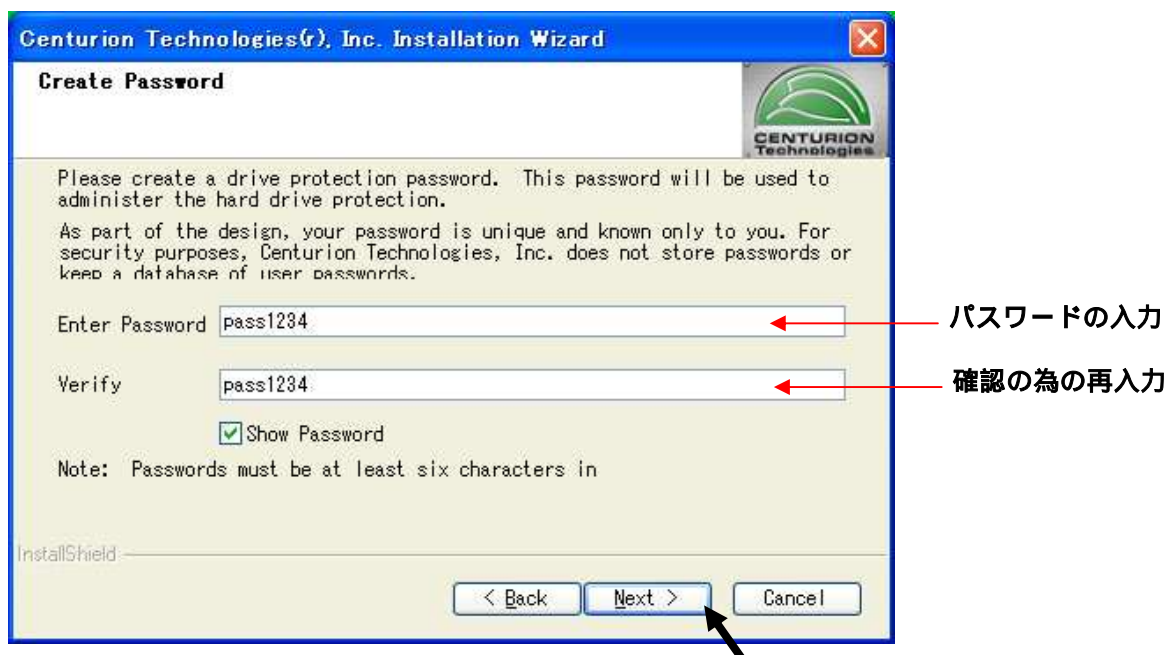 Centurion Technologies(r), Inc. Installation Wizard
Create Password
CENTURION
Technologies
Please create a drive protection password. This password will be used to
administer the hard drive protection.
As part of the design, your password is unique and known only to you. For
security purposes, Centurion Technologies, Inc. does not store passwords or
keep a database of user passwords.
Enter Password pass1234
パスワードの入力
Verify pass1234
確認の為の再入力
Show Password
Note: Passwords must be at least six characters in
InstallShield
< Back Next > Cancel